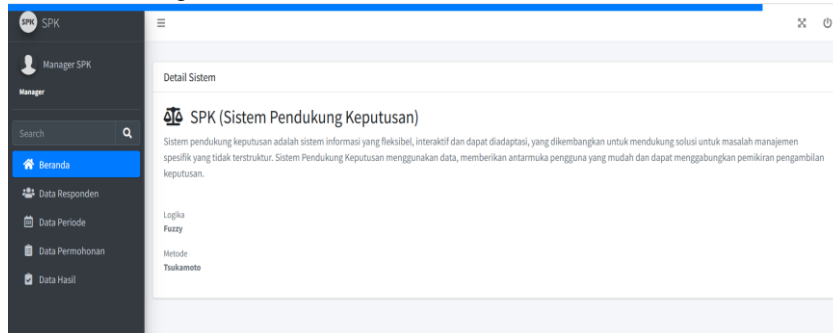 SPK SPK
Manager SPK
Manager
Search
Beranda
Data Responden
Data Periode
Data Permohonan
Data Hasil
Detail Sistem
SPK (Sistem Pendukung Keputusan)
Sistem pendukung keputusan adalah sistem informasi yang fleksibel, interaktif dan dapat diadaptasi, yang dikembangkan untuk mendukung solusi untuk masalah manajemen
spesifik yang tidak terstruktur. Sistem Pendukung Keputusan menggunakan data, memberikan antarmuka pengguna yang mudah dan dapat menggabungkan pemikiran pengambilan
keputusan.
Logika
Fuzzy
Metode
Tsukamoto